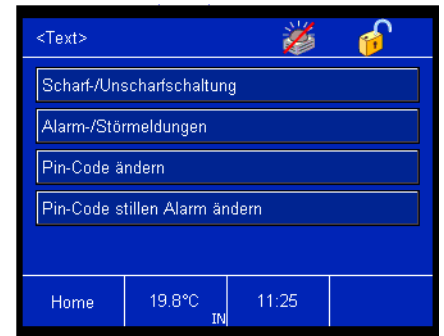 <Text>
Scharf-/Unscharfschaltung
Alarm-/Störmeldungen
Pin-Code ändern
Pin-Code stillen Alarm ändern
Home
19.8°C
IN
11:25